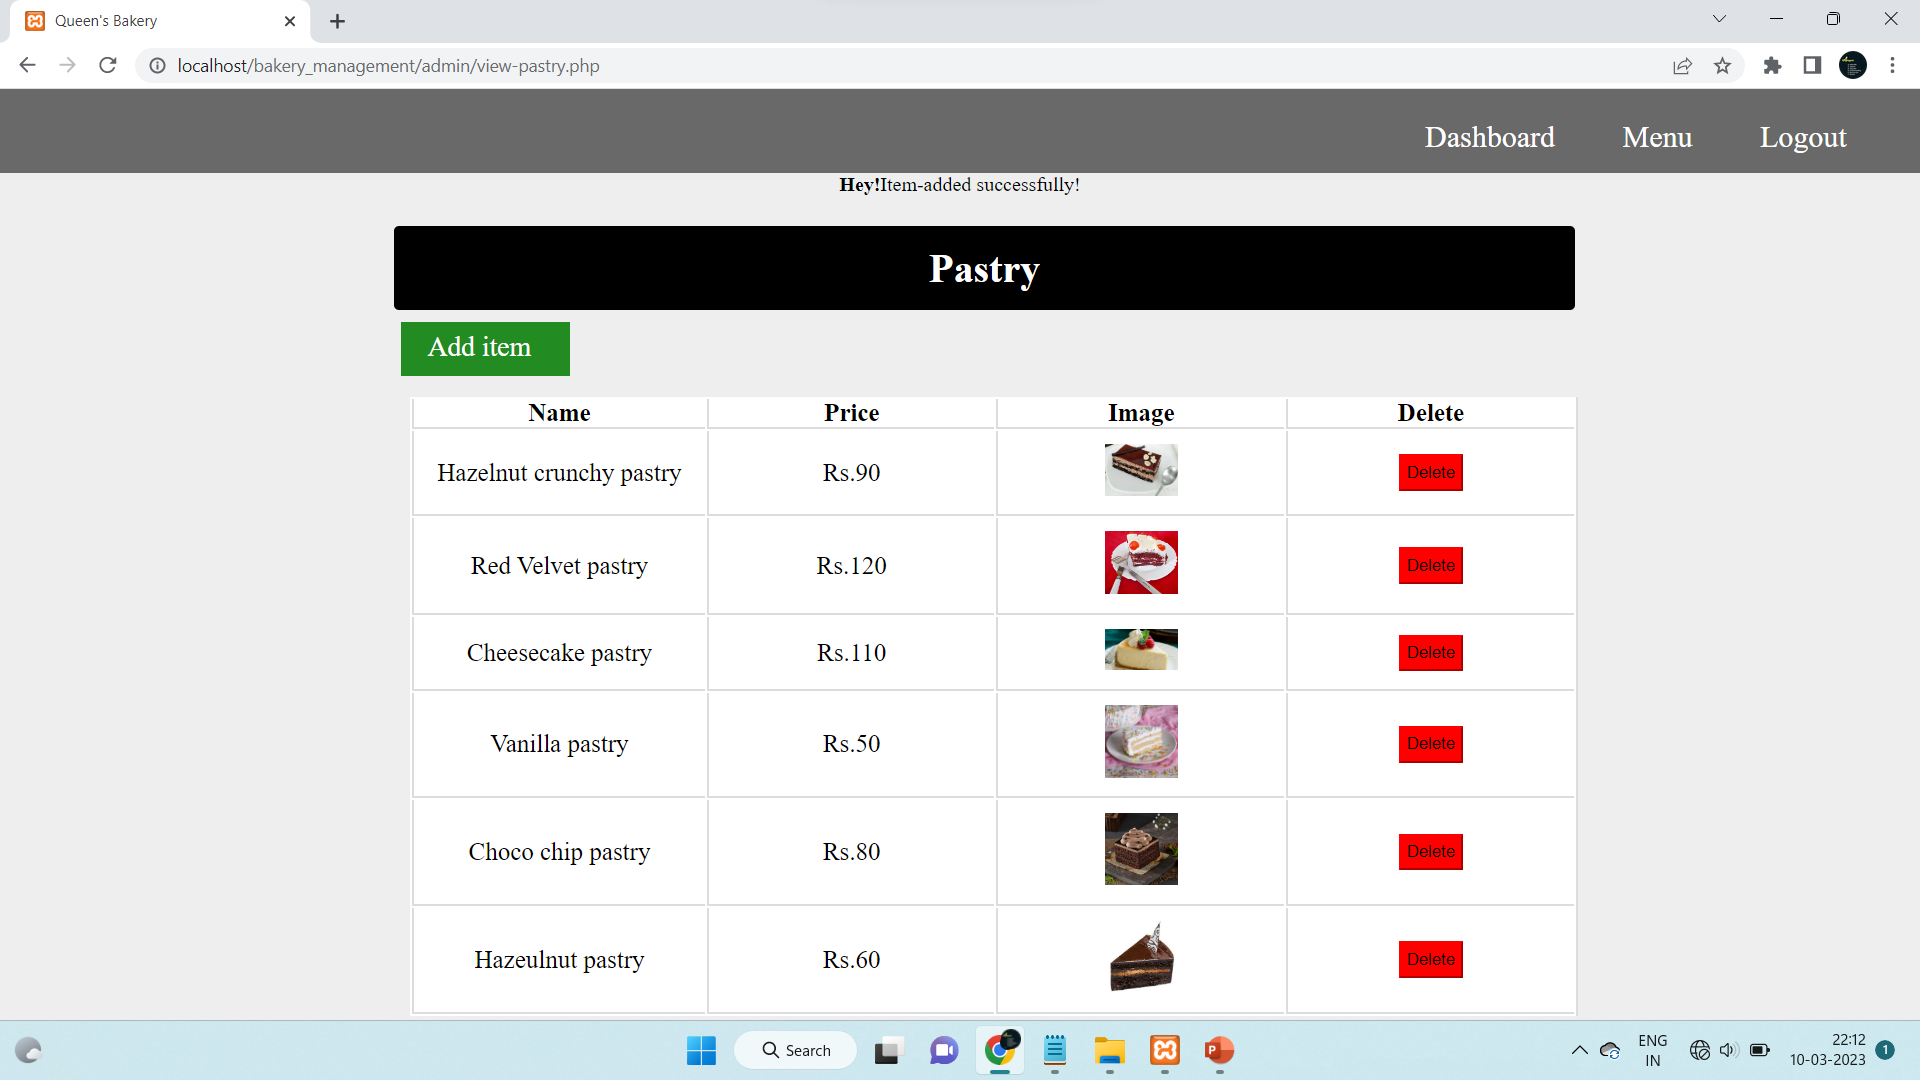 Queen's Bakery
localhost/bakery_management/admin/view-pastry.php
Dashboard Menu Logout
Hey!Item-added successfully!
Pastry
Add item
Name Price Image Delete
Hazelnut crunchy pastry Rs.90 Delete
Red Velvet pastry Rs.120 Delete
Cheesecake pastry Rs.110 Delete
Vanilla pastry Rs.50 Delete
Choco chip pastry Rs.80 Delete
Hazeulnut pastry Rs.60 Delete
Search
ENG
IN
22:12
10-03-2023
1